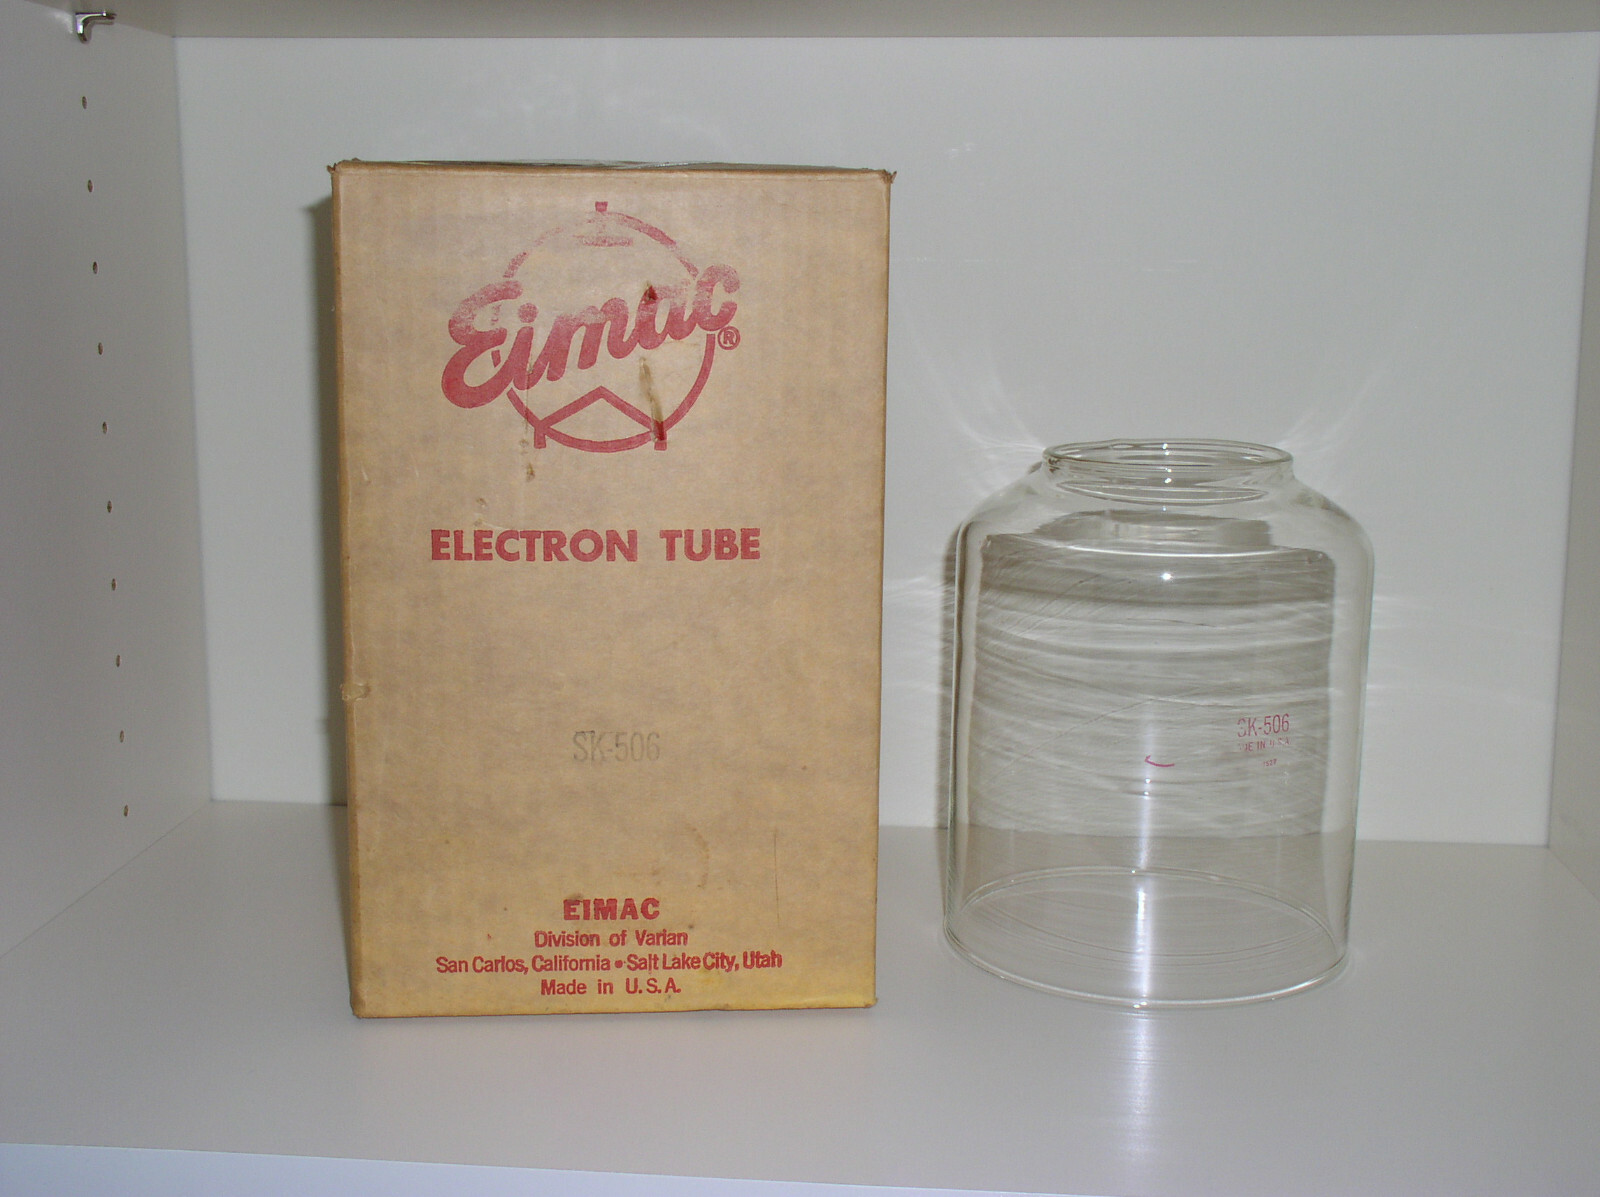 Eimac®
ELECTRON TUBE
SK-506
EIMAC
Division of Varian
San Carlos, California • Salt Lake City, Utah
Made in U.S.A.
SK-506
IN U.S.A